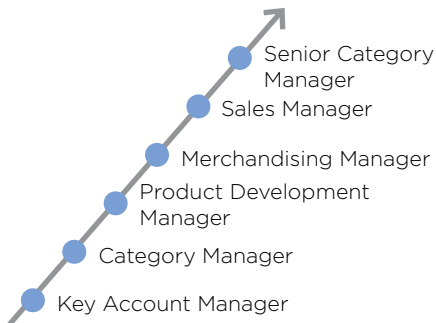 Senior Category
Manager
Sales Manager
Merchandising Manager
Product Development
Manager
Category Manager
Key Account Manager